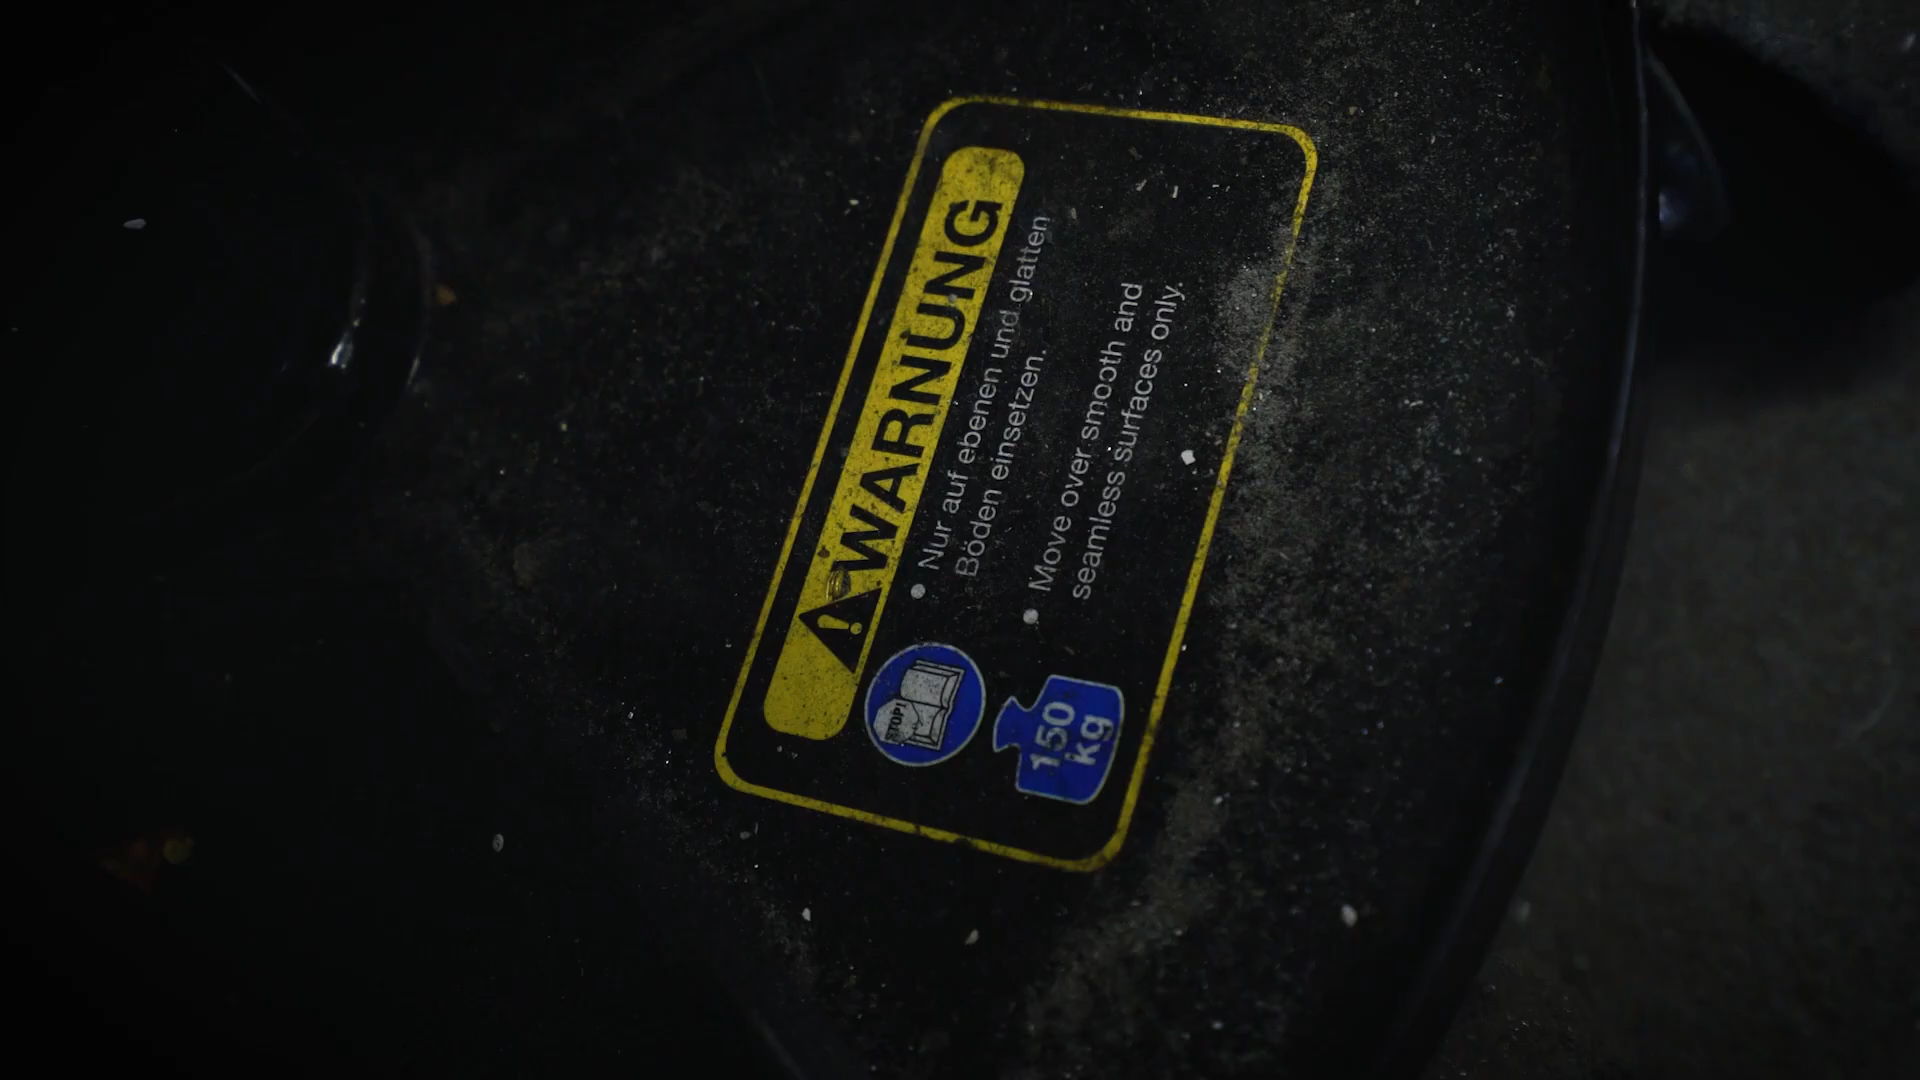 WARNUNG
• Nur auf ebenen und glatten
Böden einsetzen.
• Move over smooth and
seamless surfaces only.
STOP!
150
kg